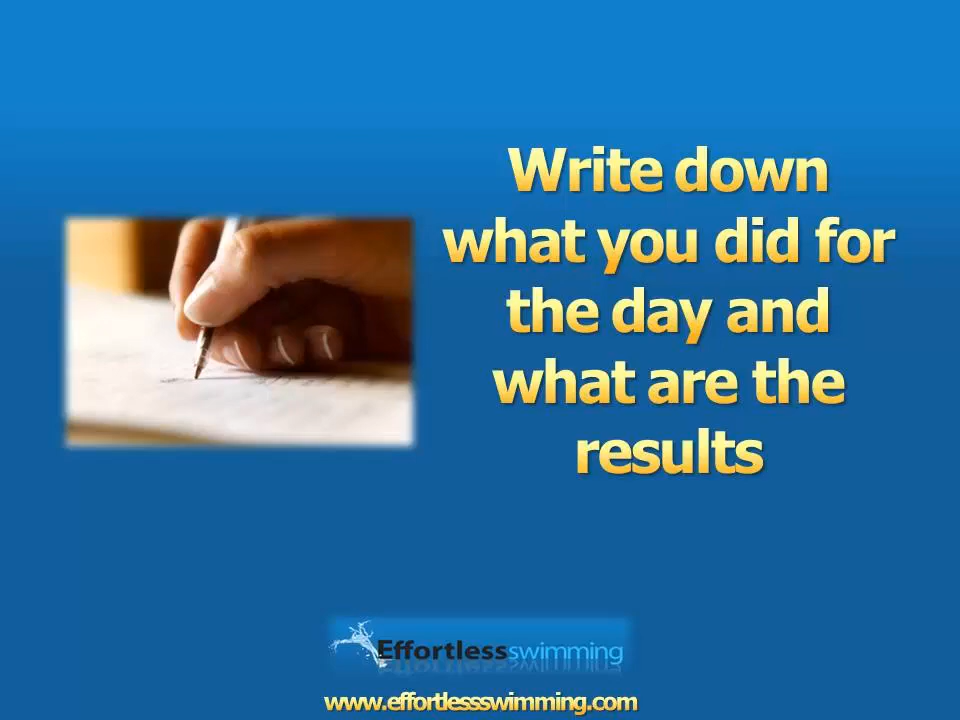 Write down
what you did for
the day and
what are the
results
Effortlessswimming
www.effortlessswimming.com